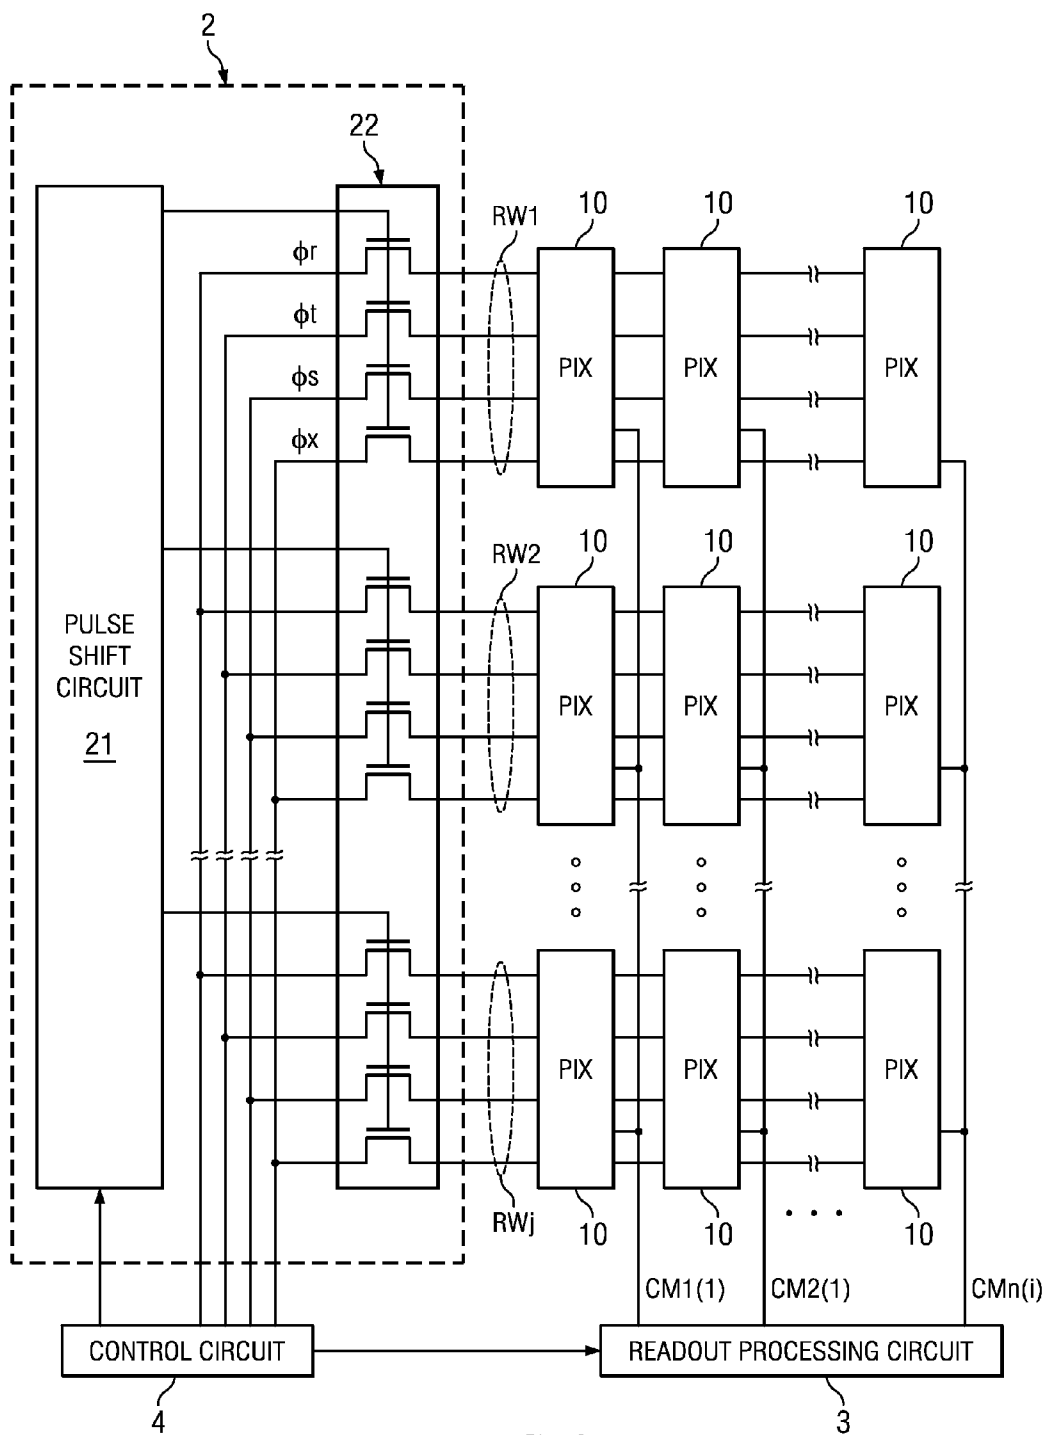 2
22
RW1
10
10
10
ϕr
ϕt
ϕs
ϕx
PIX
PIX
PIX
RW2
10
10
10
PULSE
SHIFT
CIRCUIT
21
PIX
PIX
PIX
PIX
PIX
PIX
RWj
10
10
10
CM1(1)
CM2(1)
CMn(i)
CONTROL CIRCUIT
READOUT PROCESSING CIRCUIT
4
3